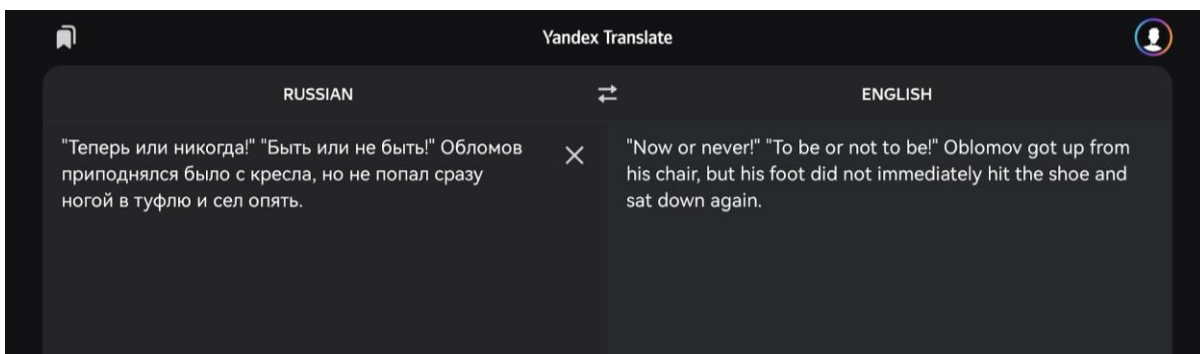 Yandex Translate
RUSSIAN
ENGLISH
"Теперь или никогда!" "Быть или не быть!" Обломов
приподнялся было с кресла, но не попал сразу
ногой в туфлю и сел опять.
"Now or never!" "To be or not to be!" Oblomov got up from
his chair, but his foot did not immediately hit the shoe and
sat down again.